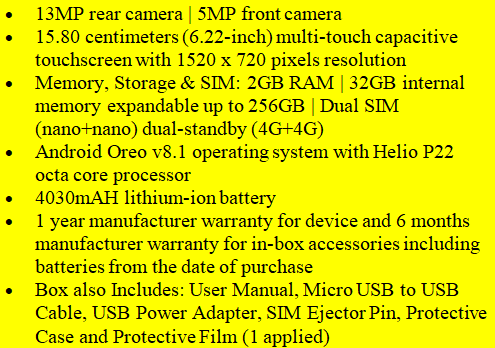 • 13MP rear camera | 5MP front camera
• 15.80 centimeters (6.22-inch) multi-touch capacitive
touchscreen with 1520 x 720 pixels resolution
• Memory, Storage & SIM: 2GB RAM | 32GB internal
memory expandable up to 256GB | Dual SIM
(nano+nano) dual-standby (4G+4G)
• Android Oreo v8.1 operating system with Helio P22
octa core processor
• 4030mAH lithium-ion battery
• 1 year manufacturer warranty for device and 6 months
manufacturer warranty for in-box accessories including
batteries from the date of purchase
• Box also Includes: User Manual, Micro USB to USB
Cable, USB Power Adapter, SIM Ejector Pin, Protective
Case and Protective Film (1 applied)